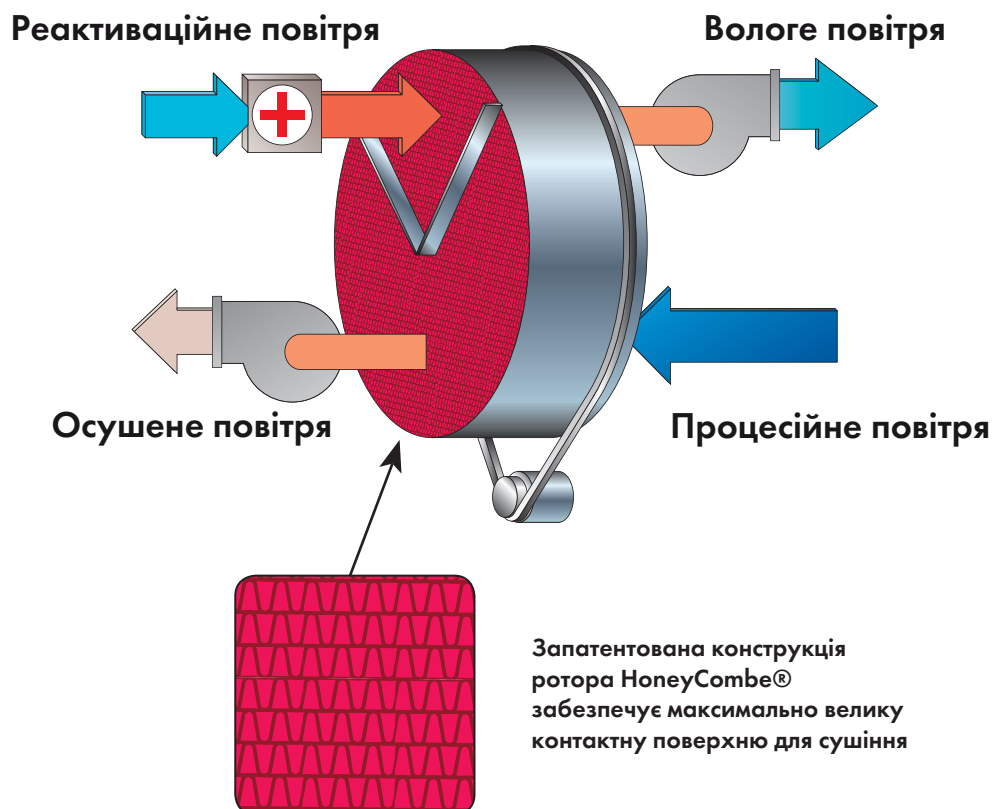 Реактиваційне повітря
Вологе повітря
Осушене повітря
Процесійне повітря
Запатентована конструкція
ротора HoneyCombe®
забезпечує максимально велику
контактну поверхню для сушіння